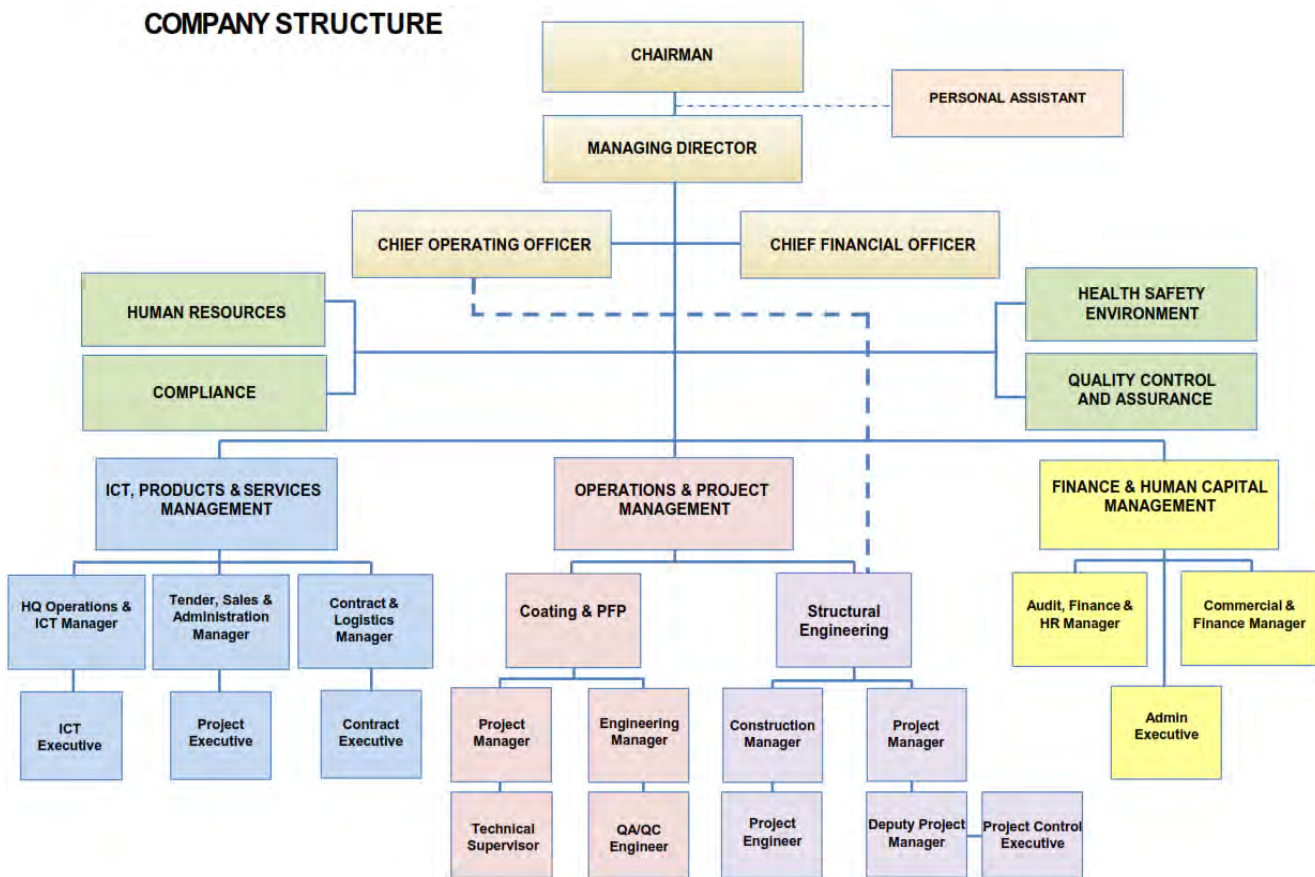 COMPANY STRUCTURE
CHAIRMAN
PERSONAL ASSISTANT
MANAGING DIRECTOR
CHIEF OPERATING OFFICER
CHIEF FINANCIAL OFFICER
HUMAN RESOURCES
HEALTH SAFETY
ENVIRONMENT
COMPLIANCE
QUALITY CONTROL
AND ASSURANCE
ICT, PRODUCTS & SERVICES
MANAGEMENT
OPERATIONS & PROJECT
MANAGEMENT
FINANCE & HUMAN CAPITAL
MANAGEMENT
HQ Operations &
ICT Manager
Tender, Sales &
Administration
Manager
Contract &
Logistics
Manager
Coating & PFP
Structural
Engineering
Audit, Finance &
HR Manager
Commercial &
Finance Manager
ICT
Executive
Project
Executive
Contract
Executive
Project
Manager
Engineering
Manager
Construction
Manager
Project
Manager
Admin
Executive
Technical
Supervisor
QA/QC
Engineer
Project
Engineer
Deputy Project
Manager
Project Control
Executive